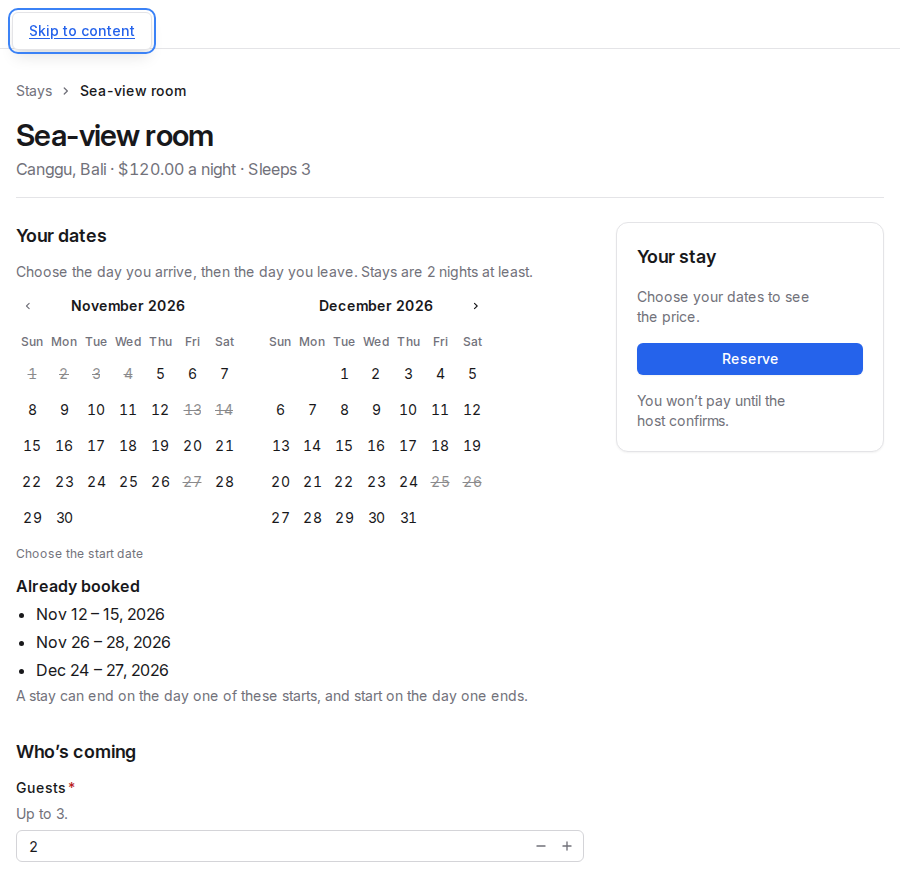 Skip to content
Stays › Sea-view room
Sea-view room
Canggu, Bali · $120.00 a night · Sleeps 3
Your dates
Choose the day you arrive, then the day you leave. Stays are 2 nights at least.
‹ November 2026
Sun Mon Tue Wed Thu Fri Sat
1 2 3 4 5 6 7
8 9 10 11 12 13 14
15 16 17 18 19 20 21
22 23 24 25 26 27 28
29 30
December 2026 ›
Sun Mon Tue Wed Thu Fri Sat
1 2 3 4 5
6 7 8 9 10 11 12
13 14 15 16 17 18 19
20 21 22 23 24 25 26
27 28 29 30 31
Choose the start date
Already booked
• Nov 12 – 15, 2026
• Nov 26 – 28, 2026
• Dec 24 – 27, 2026
A stay can end on the day one of these starts, and start on the day one ends.
Who’s coming
Guests *
Up to 3.
2 − +
Your stay
Choose your dates to see
the price.
Reserve
You won’t pay until the
host confirms.